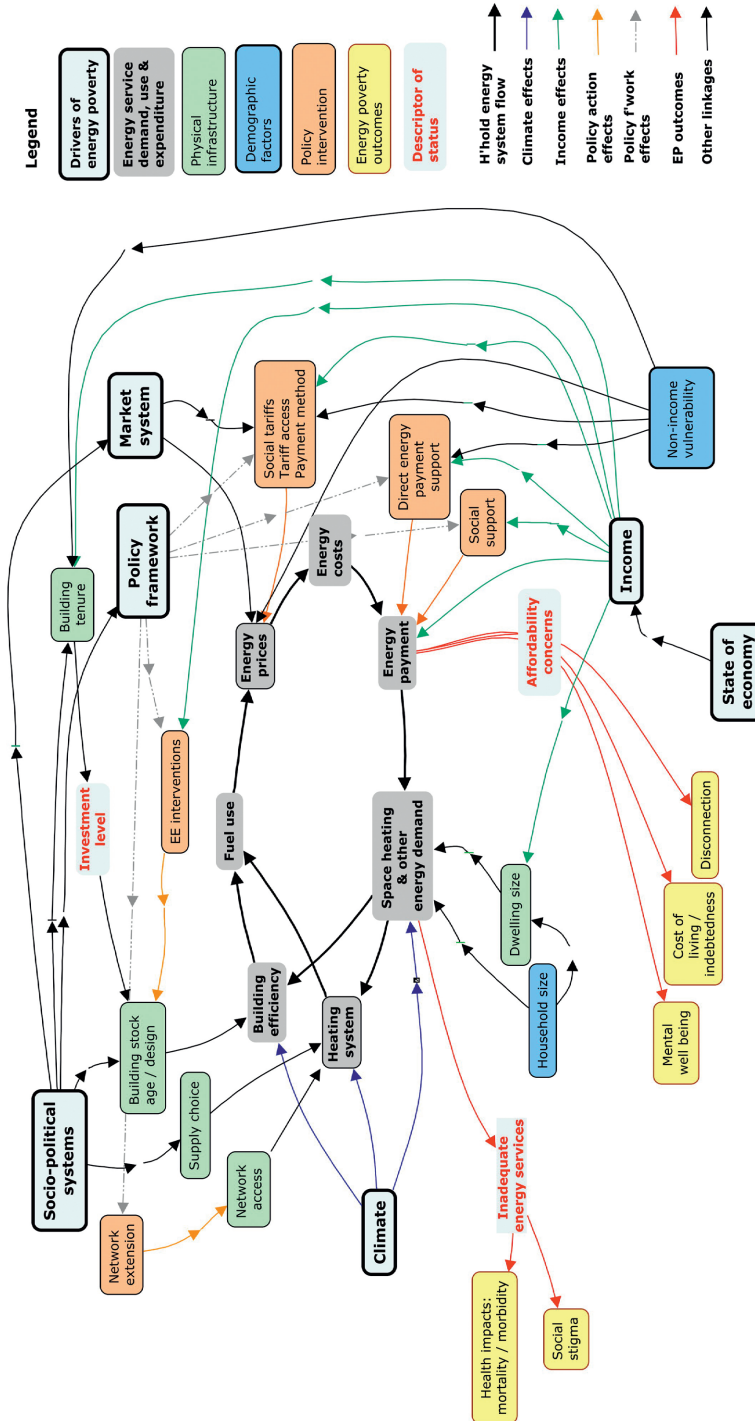 Legend
Drivers of
energy poverty
Energy service
demand, use &
expenditure
Physical
infrastructure
Demographic
factors
Policy
intervention
Energy poverty
outcomes
Descriptor of
status
H'hold energy
system flow
Climate effects
Income effects
Policy action
effects
Policy f'work
effects
EP outcomes
Other linkages
Socio-political
systems
Market
system
Policy
framework
Building
tenure
Investment
level
Network
extension
Building stock
age / design
EE interventions
Social tariffs
Tariff access
Payment method
Supply choice
Network
access
Building
efficiency
Heating
system
Fuel use
Energy
prices
Energy
costs
Direct energy
payment
support
Social
support
Climate
Space heating
& other
energy demand
Energy
payment
Affordability
concerns
Income
Non-income
vulnerability
State of
economy
Household size
Dwelling size
Inadequate
energy services
Health impacts:
mortality / morbidity
Social
stigma
Mental
well being
Cost of
living /
indebtedness
Disconnection